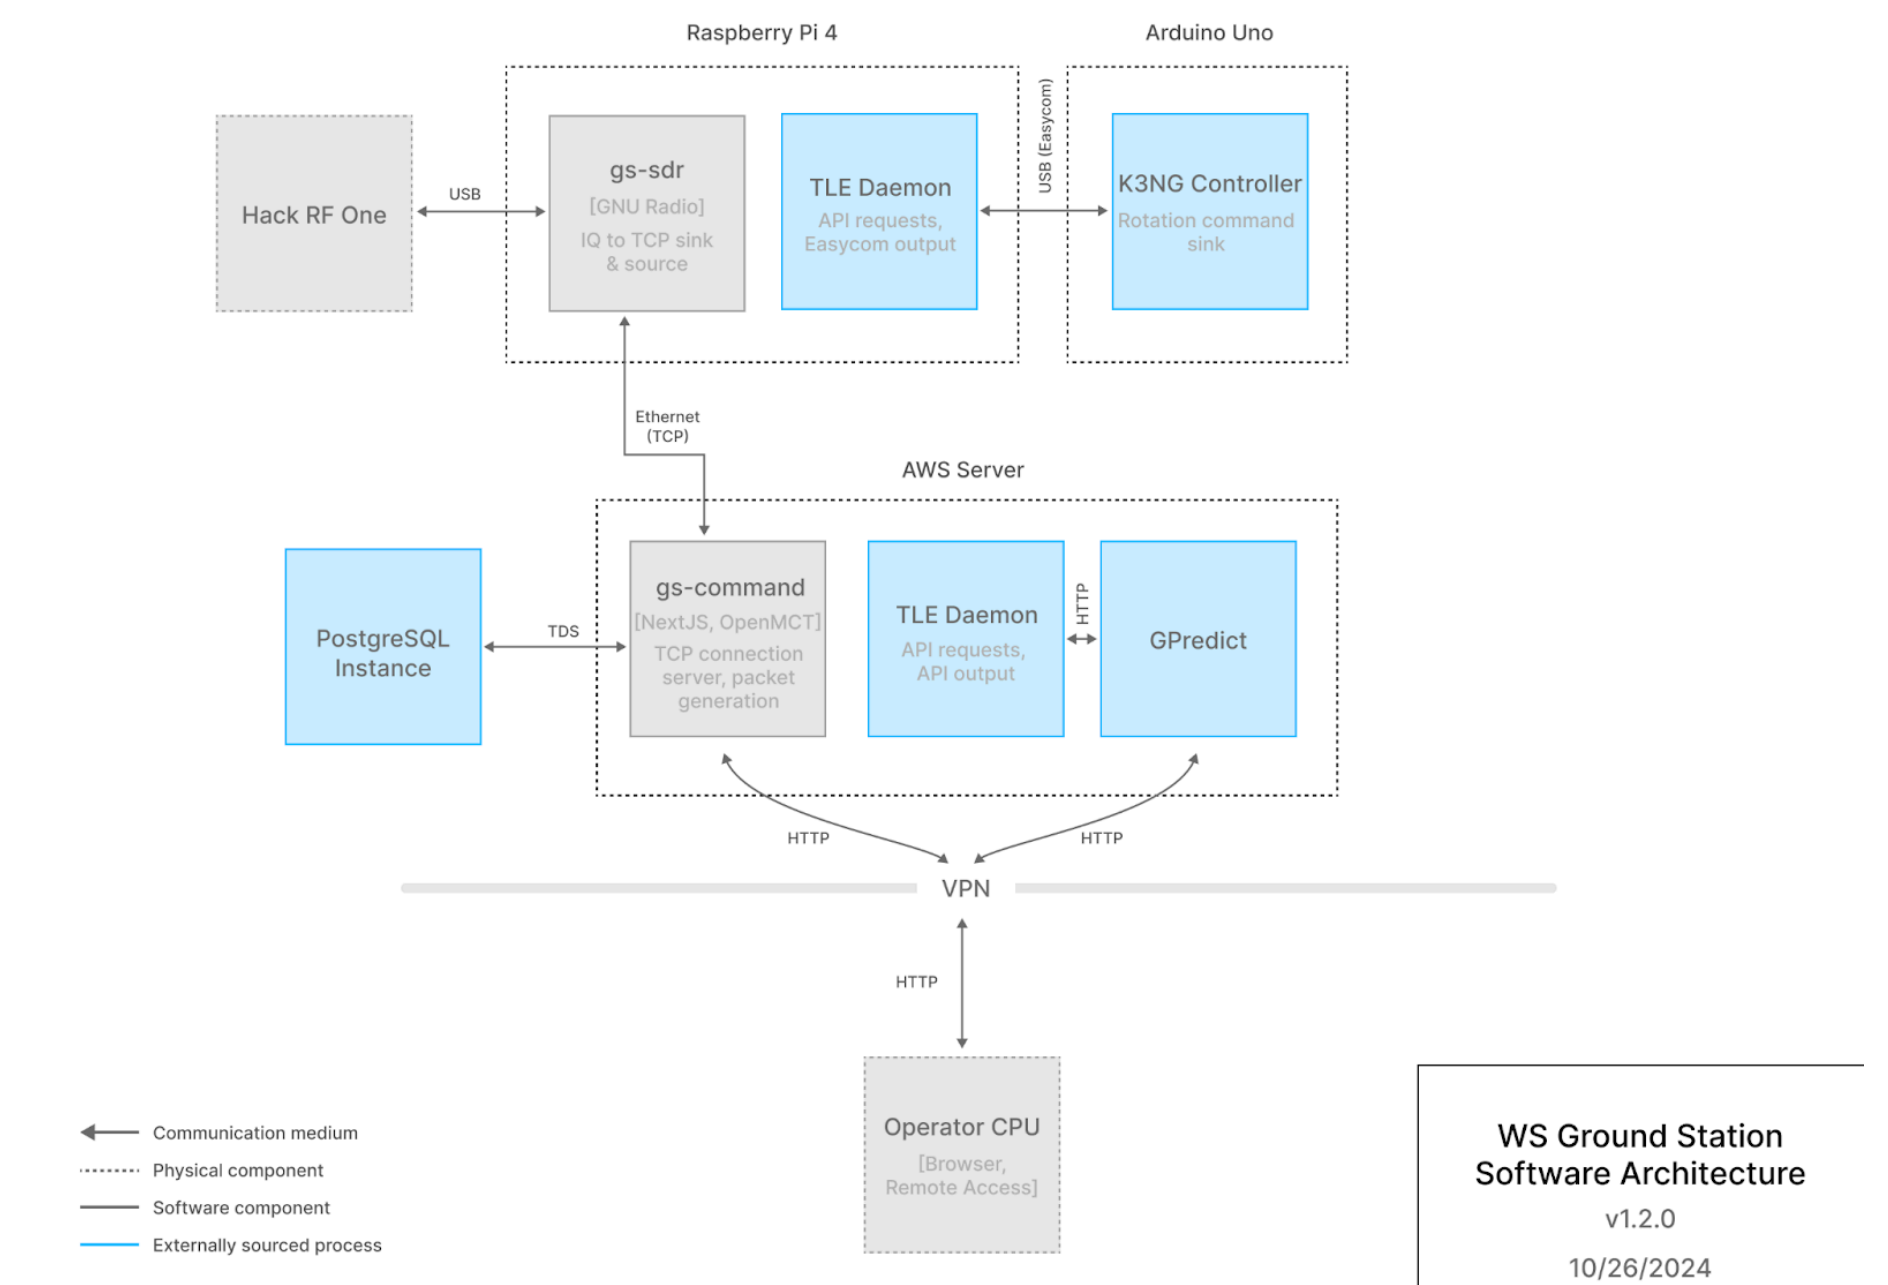 Raspberry Pi 4
Arduino Uno
Hack RF One
USB
gs-sdr
[GNU Radio]
IQ to TCP sink
& source
TLE Daemon
API requests,
Easycom output
USB (Easycom)
K3NG Controller
Rotation command
sink
Ethernet
(TCP)
AWS Server
PostgreSQL
Instance
TDS
gs-command
[NextJS, OpenMCT]
TCP connection
server, packet
generation
TLE Daemon
API requests,
API output
HTTP
GPredict
HTTP
HTTP
VPN
HTTP
Operator CPU
[Browser,
Remote Access]
Communication medium
Physical component
Software component
Externally sourced process
WS Ground Station
Software Architecture
v1.2.0
10/26/2024